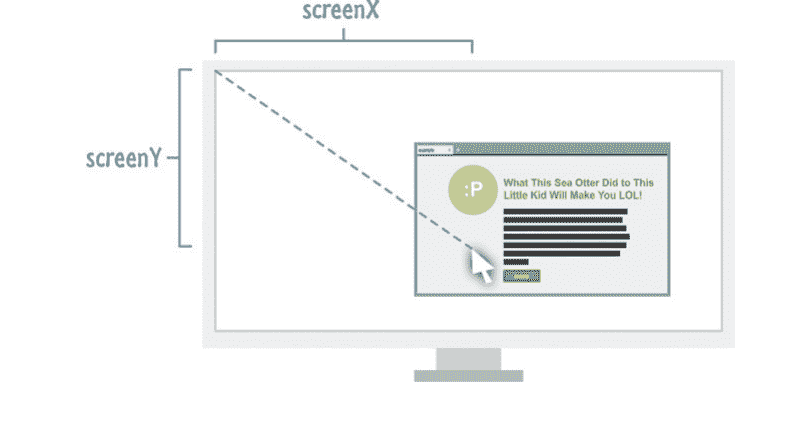 screenX
screenY
:P
What This Sea Otter Did to This
Little Kid Will Make You LOL!